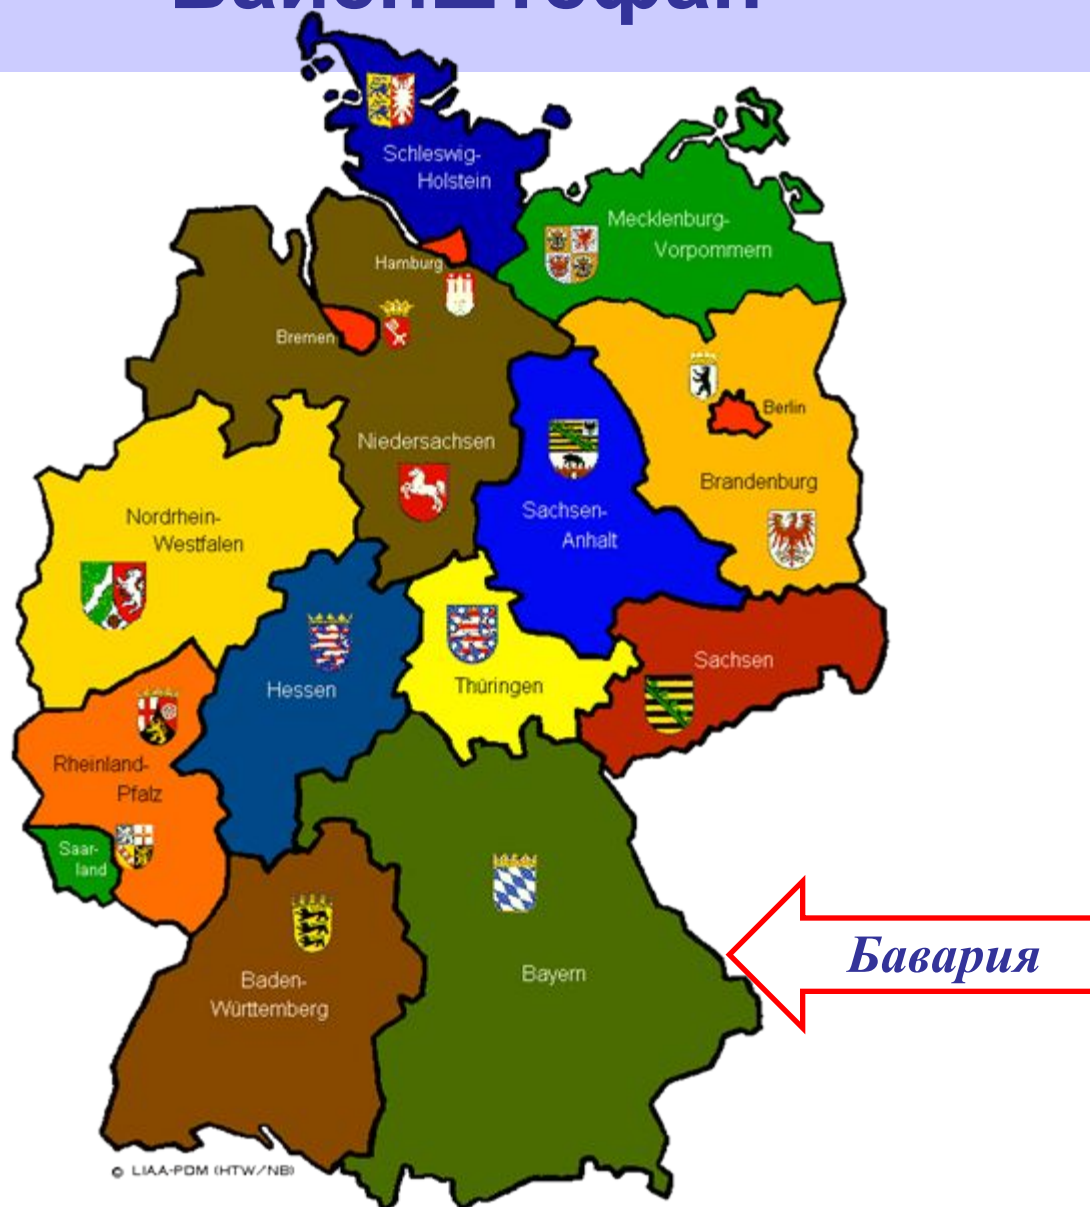 Вайенштефан
Schleswig-
Holstein
Mecklenburg-
Vorpommern
Hamburg
Bremen
Berlin
Niedersachsen
Brandenburg
Sachsen-
Anhalt
Nordrhein-
Westfalen
Sachsen
Thüringen
Hessen
Rheinland-
Pfalz
Saar-
land
Бавария
Bayern
Baden-
Württemberg
© LIAA-PDM (HTW/NB)